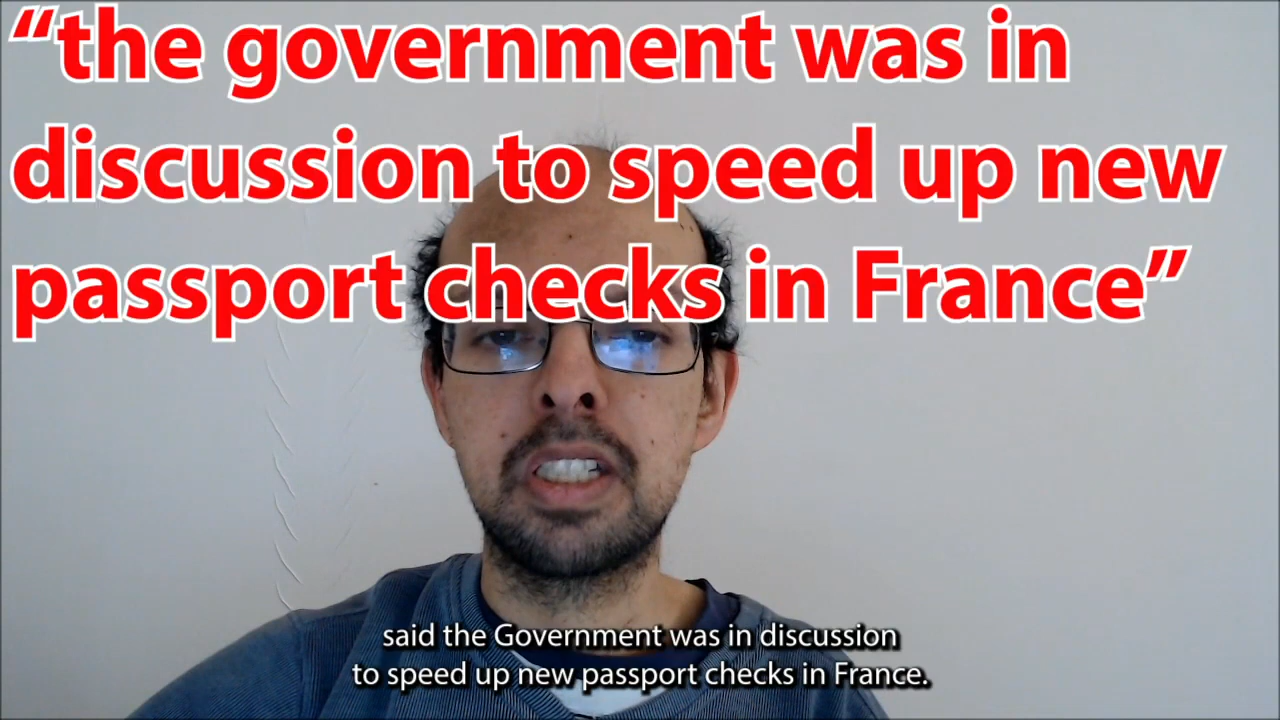 “the government was in
discussion to speed up new
passport checks in France”
said the Government was in discussion
to speed up new passport checks in France.